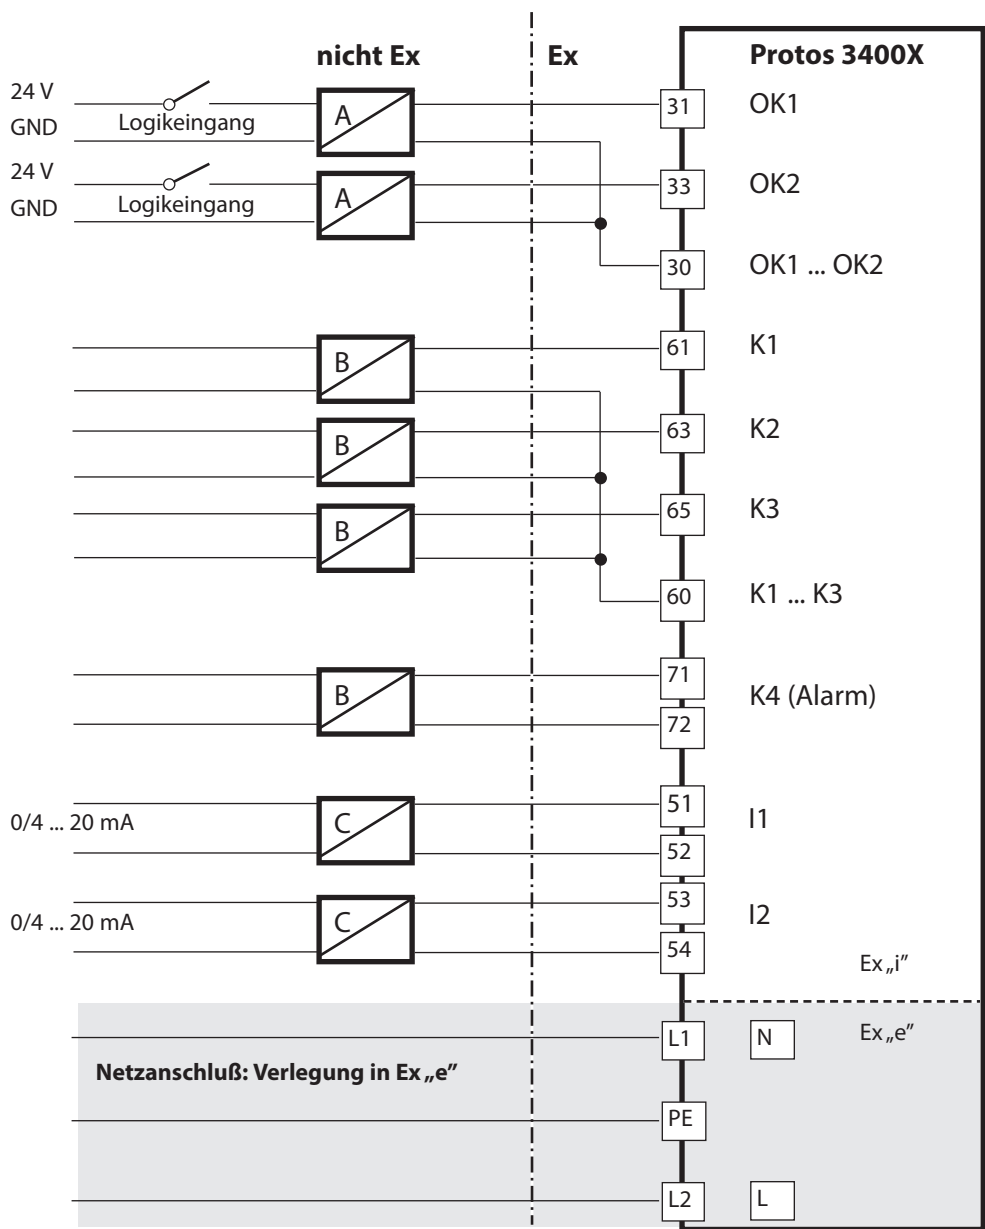 nicht Ex Ex Protos 3400X
24 V A 31 OK1
GND Logikeingang
24 V A 33 OK2
GND Logikeingang
30 OK1 ... OK2
B 61 K1
B 63 K2
B 65 K3
60 K1 ... K3
71
B K4 (Alarm)
72
51
0/4 ... 20 mA C I1
52
53
0/4 ... 20 mA C I2
54
Ex „i”
L1 N Ex „e”
Netzanschluß: Verlegung in Ex „e”
PE
L2 L